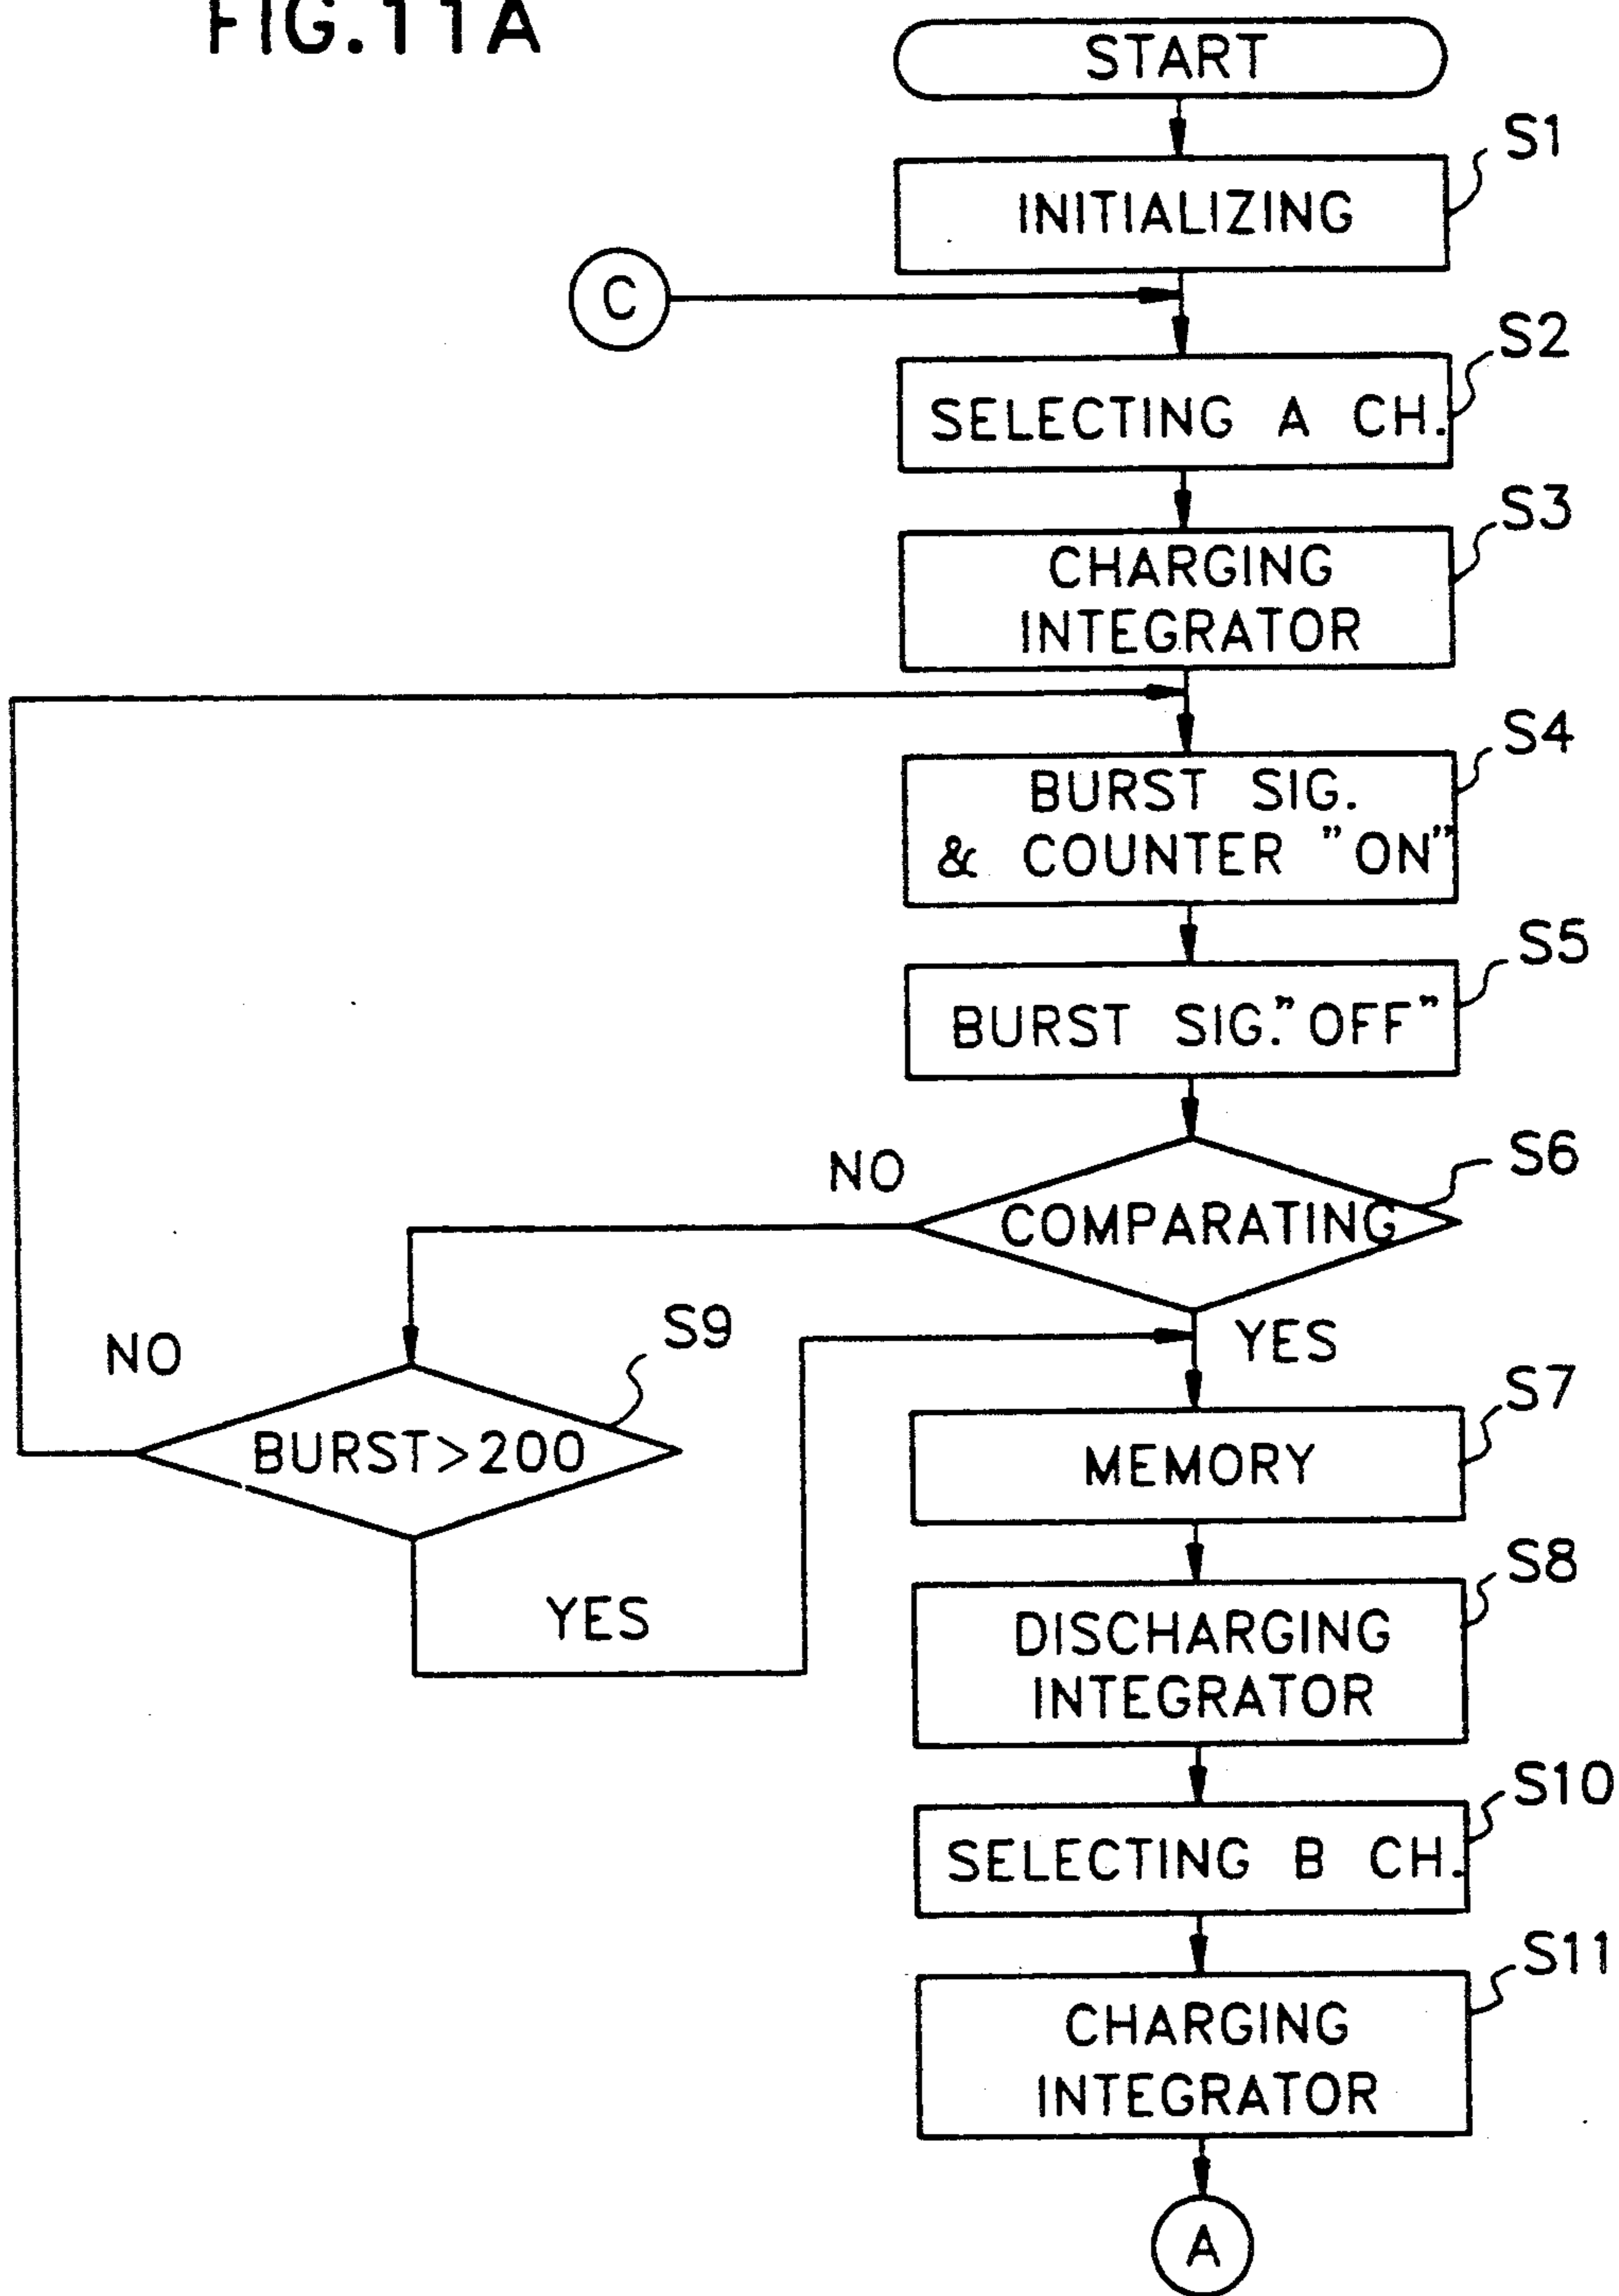 FIG.11A
START
S1
INITIALIZING
C
S2
SELECTING A CH.
S3
CHARGING
INTEGRATOR
S4
BURST SIG.
& COUNTER "ON"
S5
BURST SIG."OFF"
S6
NO
COMPARATING
YES
S9
NO
BURST>200
S7
MEMORY
YES
S8
DISCHARGING
INTEGRATOR
S10
SELECTING B CH.
S11
CHARGING
INTEGRATOR
A